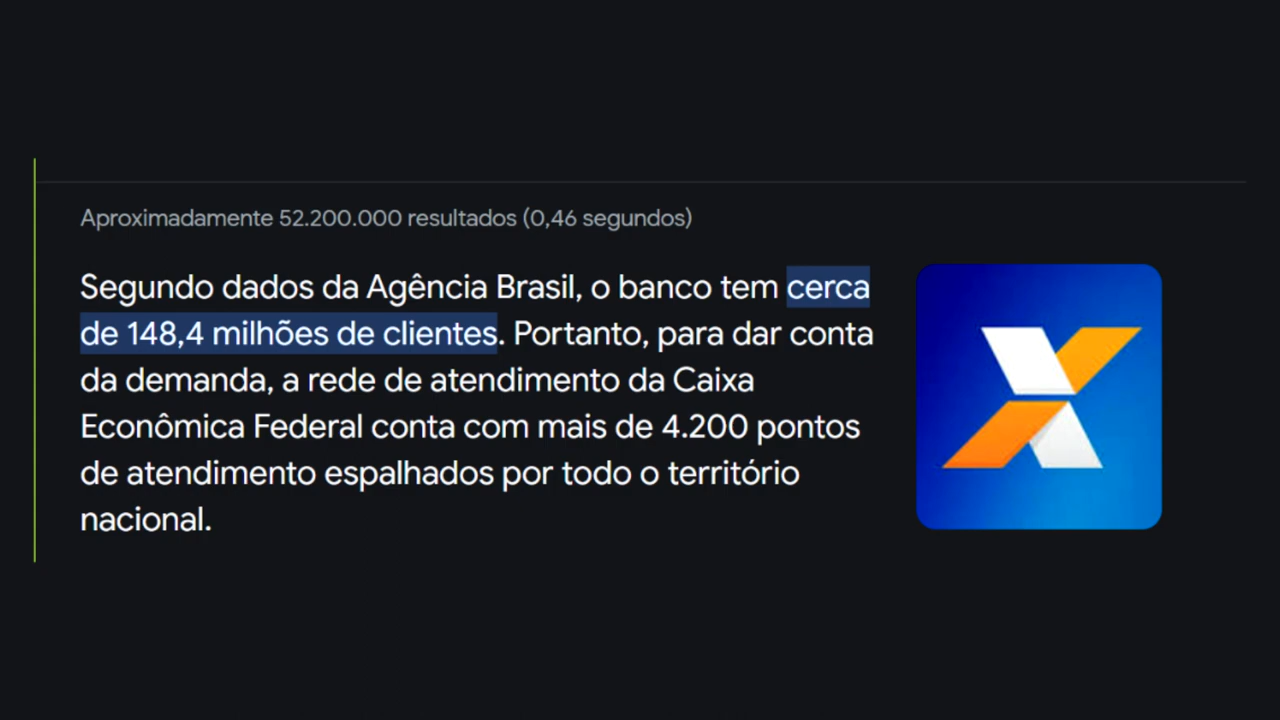 Aproximadamente 52.200.000 resultados (0,46 segundos)
Segundo dados da Agência Brasil, o banco tem cerca
de 148,4 milhões de clientes. Portanto, para dar conta
da demanda, a rede de atendimento da Caixa
Econômica Federal conta com mais de 4.200 pontos
de atendimento espalhados por todo o território
nacional.